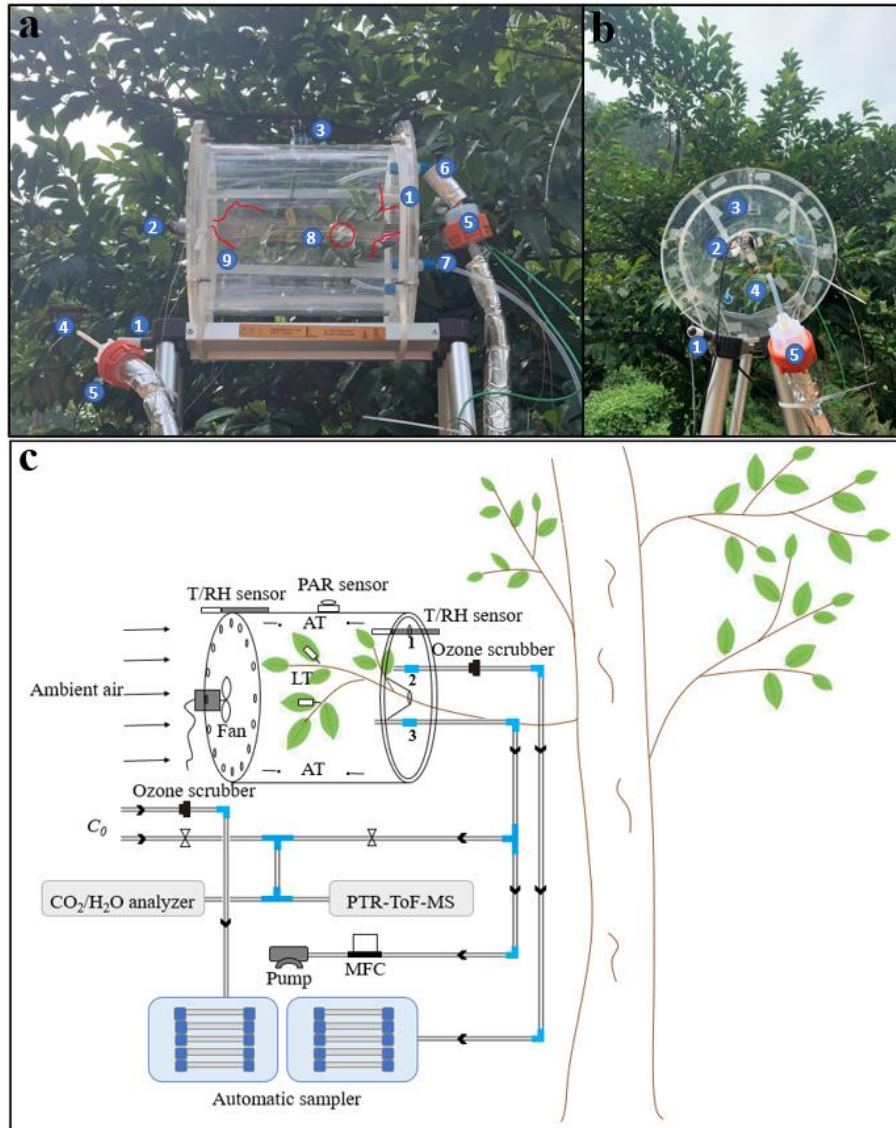 a
b
3
6
1
2
5
8
9
7
4
1
5
3
2
4
1
5
c
PAR sensor
T/RH sensor
T/RH sensor
AT
1
Ozone scrubber
2
LT
Ambient air
Fan
3
AT
Ozone scrubber
C₀
CO₂/H₂O analyzer
PTR-ToF-MS
Pump
MFC
Automatic sampler